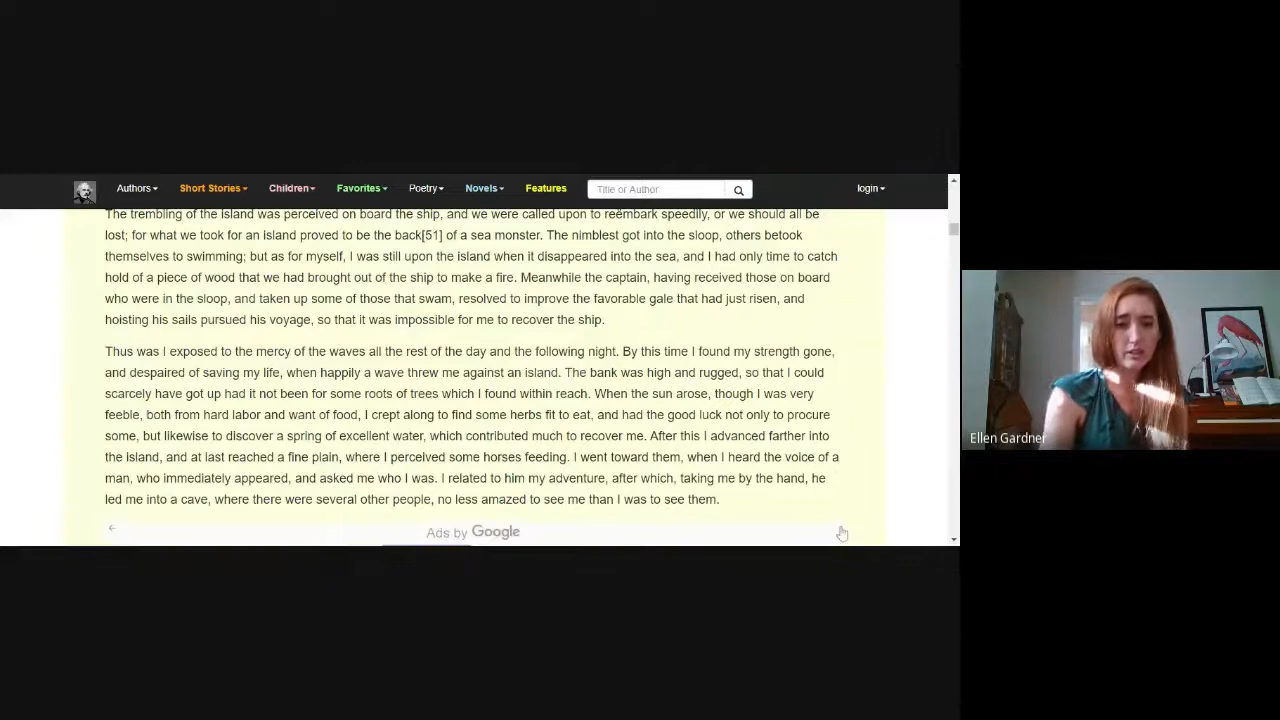 Authors Short Stories Children Favorites Poetry Novels Features Title or Author login
The trembling of the island was perceived on board the ship, and we were called upon to reëmbark speedily, or we should all be
lost; for what we took for an island proved to be the back[51] of a sea monster. The nimblest got into the sloop, others betook
themselves to swimming; but as for myself, I was still upon the island when it disappeared into the sea, and I had only time to catch
hold of a piece of wood that we had brought out of the ship to make a fire. Meanwhile the captain, having received those on board
who were in the sloop, and taken up some of those that swam, resolved to improve the favorable gale that had just risen, and
hoisting his sails pursued his voyage, so that it was impossible for me to recover the ship.
Thus was I exposed to the mercy of the waves all the rest of the day and the following night. By this time I found my strength gone,
and despaired of saving my life, when happily a wave threw me against an island. The bank was high and rugged, so that I could
scarcely have got up had it not been for some roots of trees which I found within reach. When the sun arose, though I was very
feeble, both from hard labor and want of food, I crept along to find some herbs fit to eat, and had the good luck not only to procure
some, but likewise to discover a spring of excellent water, which contributed much to recover me. After this I advanced farther into
the island, and at last reached a fine plain, where I perceived some horses feeding. I went toward them, when I heard the voice of a
man, who immediately appeared, and asked me who I was. I related to him my adventure, after which, taking me by the hand, he
led me into a cave, where there were several other people, no less amazed to see me than I was to see them.
Ads by Google
Ellen Gardner